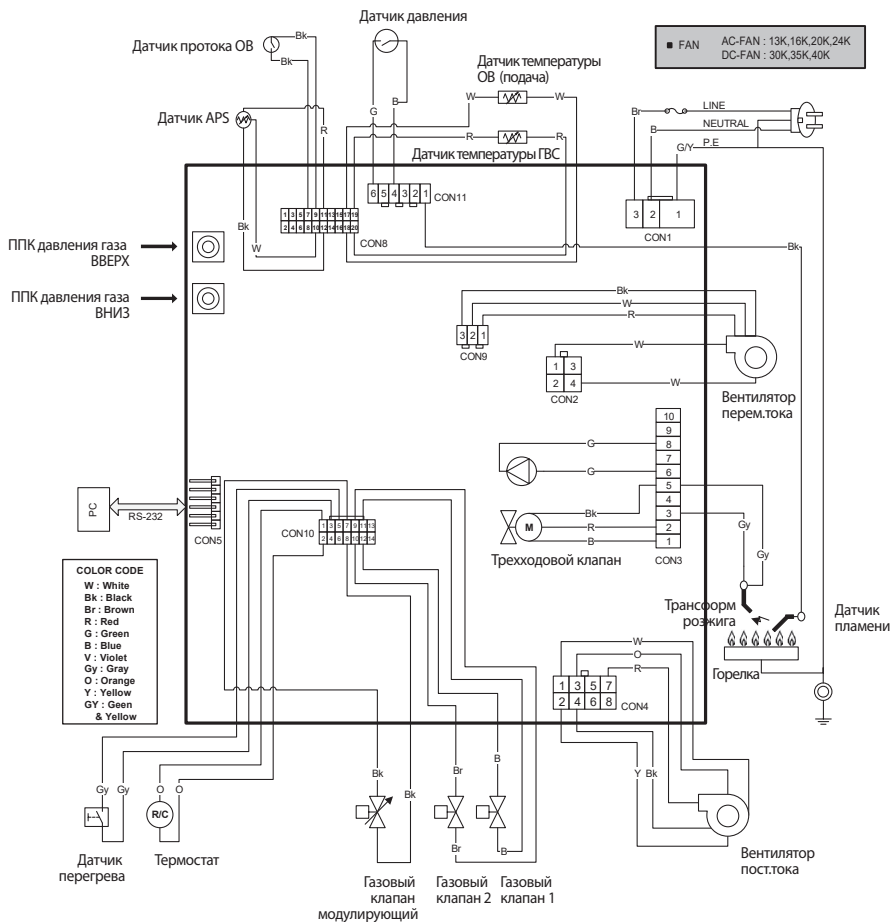 Датчик давления
■ FAN AC-FAN : 13K,16K,20K,24K
DC-FAN : 30K,35K,40K
Датчик протока ОВ
Bk
Bk
Датчик температуры
ОВ (подача)
W
W
G
B
Датчик APS
R
R
R
Датчик температуры ГВС
Br
LINE
B
NEUTRAL
G/Y
P.E
6 5 4 3 2 1
CON11
1 3 5 7 9 11 13 15 17 19
2 4 6 8 10 12 14 16 18 20
CON8
3 2 1
CON1
Bk
W
Bk
ППК давления газа
ВВЕРХ
ППК давления газа
ВНИЗ
Bk
W
R
3 2 1
CON9
W
1 3
2 4
CON2
W
Вентилятор
перем.тока
10
9
8
7
6
5
4
3
2
1
CON3
G
G
Bk
R
B
M
Трехходовой клапан
Gy
Gy
PC
RS-232
CON5
CON10
1 3 5 7 9 11 13
2 4 6 8 10 12 14
COLOR CODE
W : White
Bk : Black
Br : Brown
R : Red
G : Green
B : Blue
V : Violet
Gy : Gray
O : Orange
Y : Yellow
GY : Geen
& Yellow
Трансформ
розжига
Датчик
пламени
Горелка
W
O
R
1 3 5 7
2 4 6 8
CON4
Y Bk
Gy
Gy
O
O
R/C
Bk
Bk
Br
Br
B
B
Датчик
перегрева
Термостат
Газовый
клапан
модулирующий
Газовый
клапан 2
Газовый
клапан 1
Вентилятор
пост.тока